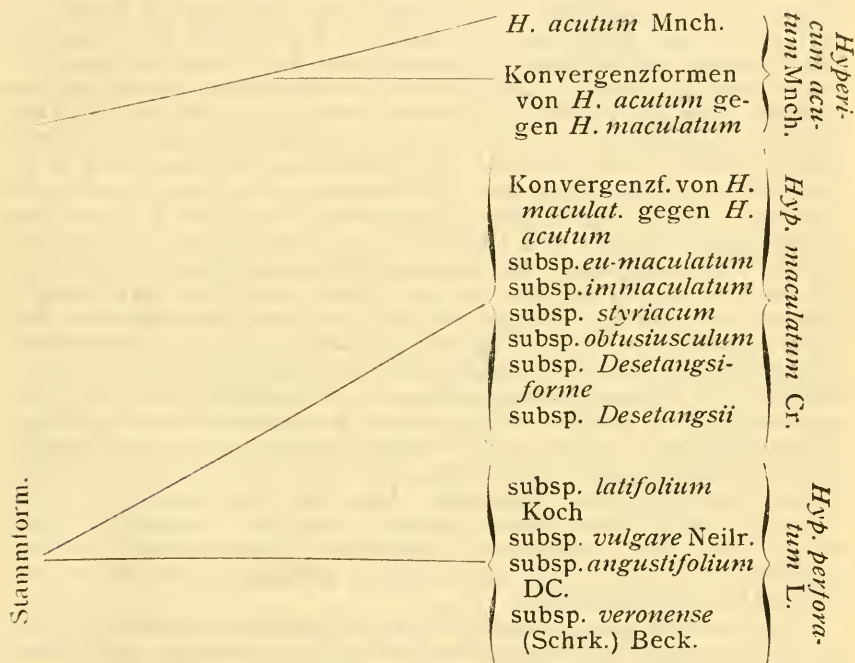 H. acutum Mnch.
Konvergenzformen
von H. acutum ge-
gen H. maculatum
Hyperi-
cum acu-
tum Mnch.
Konvergenzf. von H.
maculat. gegen H.
acutum
subsp. eu-maculatum
subsp. immaculatum
subsp. styriacum
subsp. obtusiusculum
subsp. Desetangsi-
forme
subsp. Desetangsii
Hyp. maculatum Cr.
Stammform.
subsp. latifolium
Koch
subsp. vulgare Neilr.
subsp. angustifolium
DC.
subsp. veronense
(Schrk.) Beck.
Hyp. perfora-
tum L.